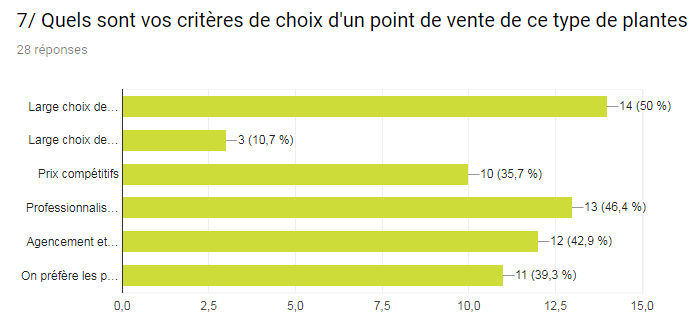 7/ Quels sont vos critères de choix d'un point de vente de ce type de plantes
28 réponses
Large choix de... 14 (50 %)
Large choix de... 3 (10,7 %)
Prix compétitifs 10 (35,7 %)
Professionnalis... 13 (46,4 %)
Agencement et... 12 (42,9 %)
On préfère les p... 11 (39,3 %)
0,0 2,5 5,0 7,5 10,0 12,5 15,0